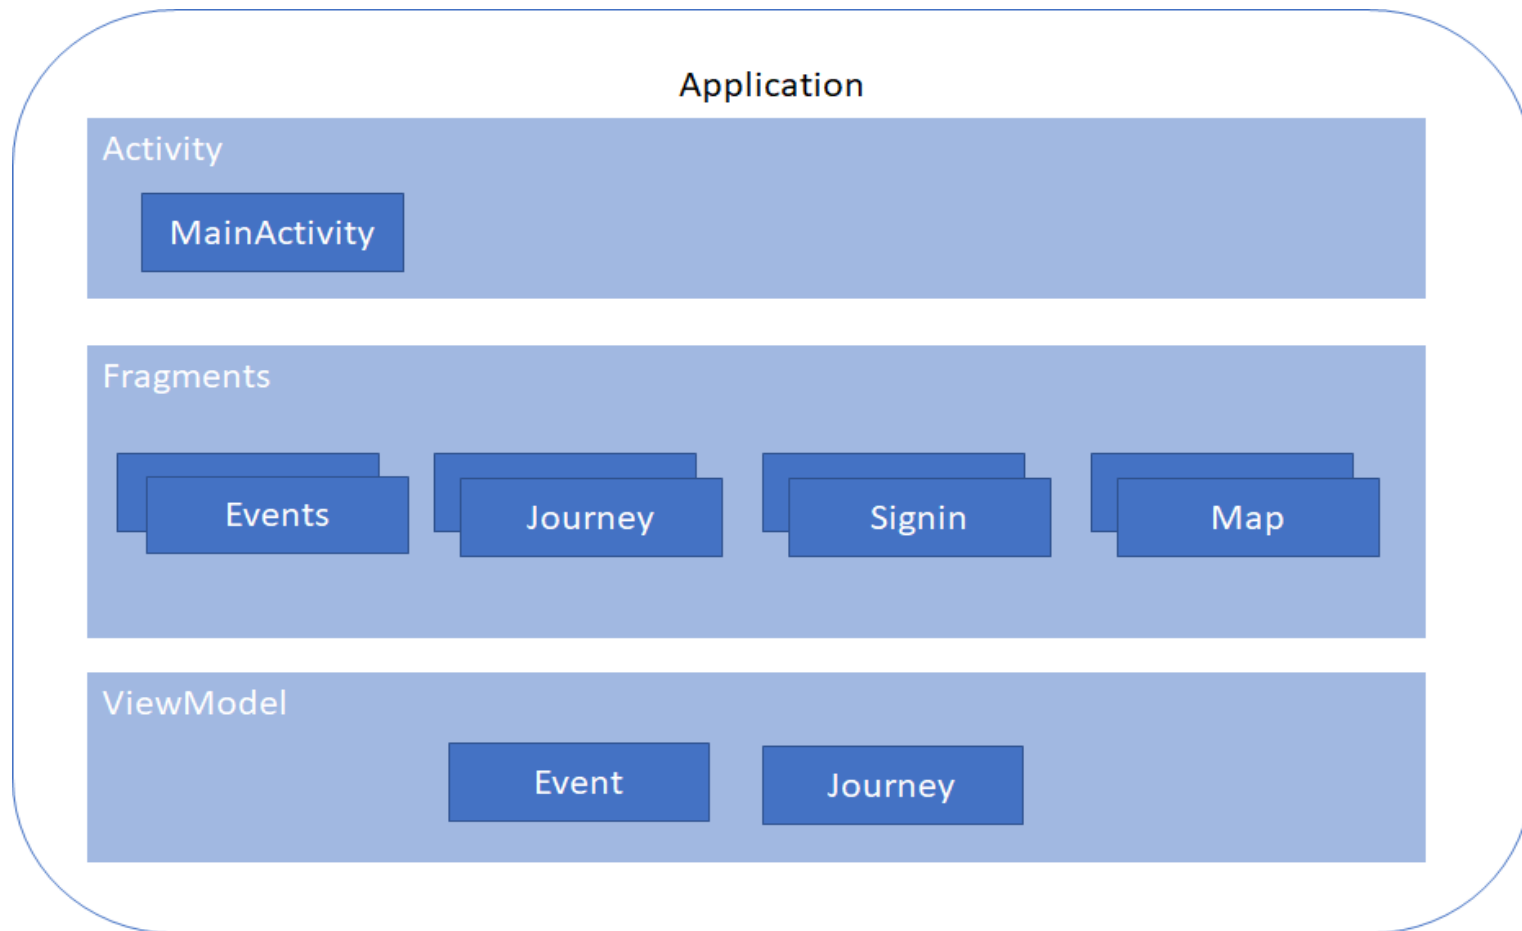 Application
Activity
MainActivity
Fragments
Events
Journey
Signin
Map
ViewModel
Event
Journey